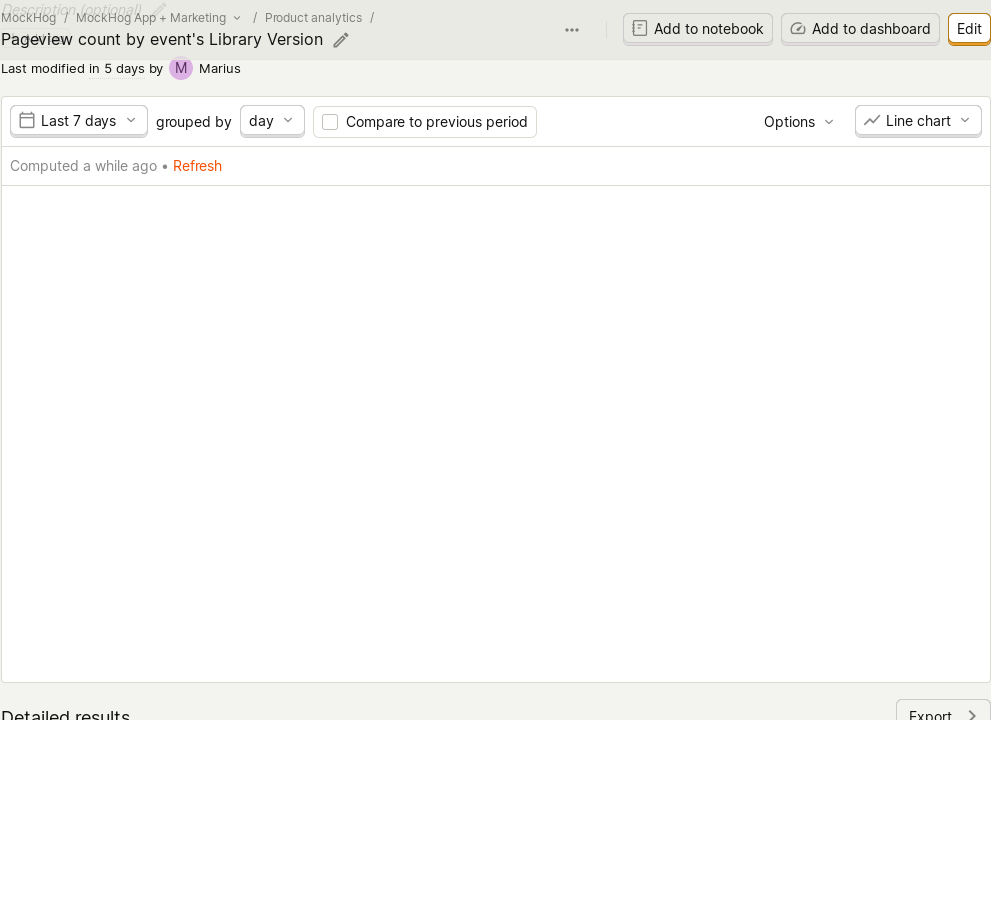 Description (optional)
MockHog / MockHog App + Marketing / Product analytics /
Pageview count by event's Library Version
Add to notebook
Add to dashboard
Edit
Last modified in 5 days by M Marius
Last 7 days grouped by day Compare to previous period Options Line chart
Computed a while ago • Refresh
Detailed results
Export